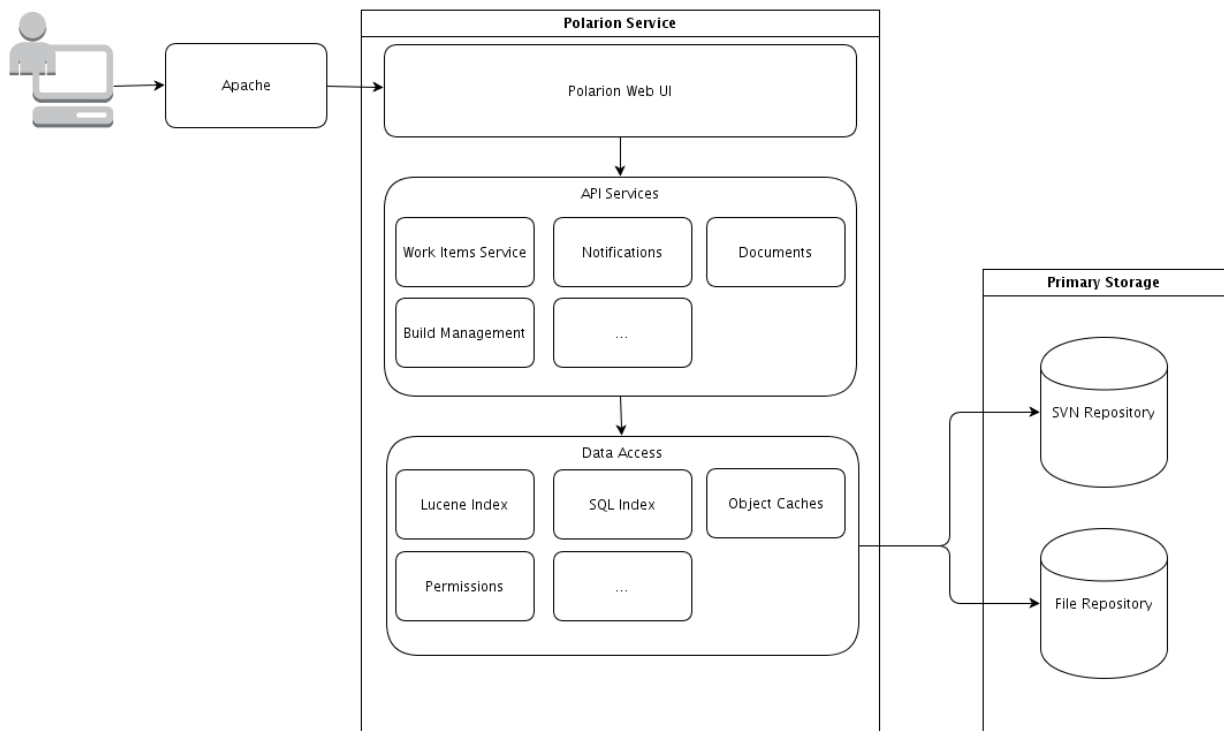 Polarion Service
Apache
Polarion Web UI
API Services
Work Items Service
Notifications
Documents
Build Management
...
Primary Storage
SVN Repository
Data Access
Lucene Index
SQL Index
Object Caches
Permissions
...
File Repository